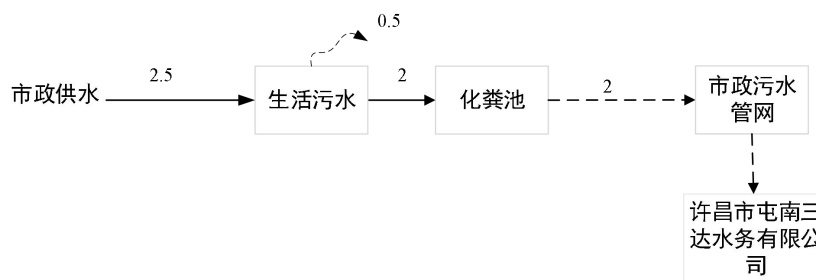 0.5
市政供水
2.5
生活污水
2
化粪池
2
市政污水
管网
许昌市屯南三
达水务有限公
司